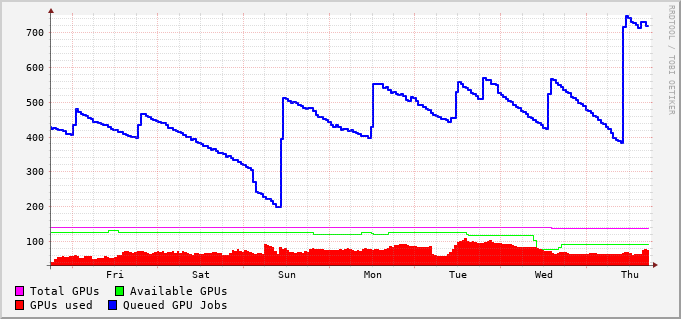 RRDTOOL / TOBI OETIKER
700
600
500
400
300
200
100
Fri Sat Sun Mon Tue Wed Thu
Total GPUs Available GPUs
GPUs used Queued GPU Jobs